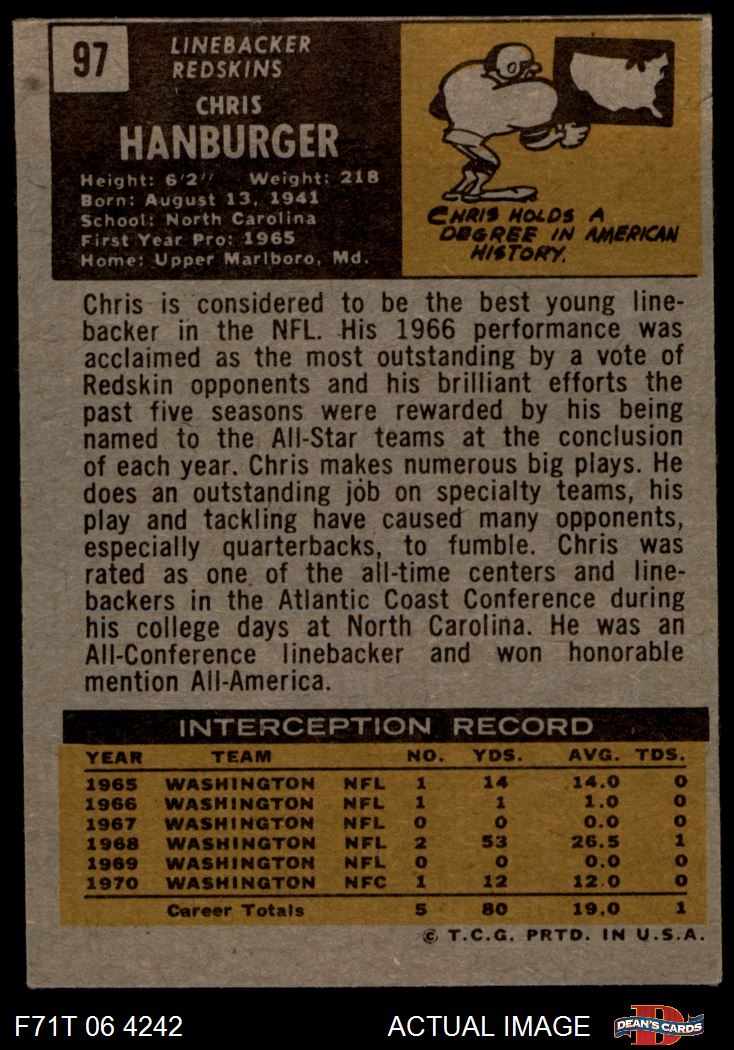 97
LINEBACKER
REDSKINS
CHRIS
HANBURGER
Height: 6'2" Weight: 218
Born: August 13, 1941
School: North Carolina
First Year Pro: 1965
Home: Upper Marlboro, Md.
CHRIS HOLDS A
DEGREE IN AMERICAN
HISTORY.
Chris is considered to be the best young line-
backer in the NFL. His 1966 performance was
acclaimed as the most outstanding by a vote of
Redskin opponents and his brilliant efforts the
past five seasons were rewarded by his being
named to the All-Star teams at the conclusion
of each year. Chris makes numerous big plays. He
does an outstanding job on specialty teams, his
play and tackling have caused many opponents,
especially quarterbacks, to fumble. Chris was
rated as one of the all-time centers and line-
backers in the Atlantic Coast Conference during
his college days at North Carolina. He was an
All-Conference linebacker and won honorable
mention All-America.
INTERCEPTION RECORD
YEAR TEAM NO. YDS. AVG. TDS.
1965 WASHINGTON NFL 1 14 14.0 0
1966 WASHINGTON NFL 1 1 1.0 0
1967 WASHINGTON NFL 0 0 0.0 0
1968 WASHINGTON NFL 2 53 26.5 1
1969 WASHINGTON NFL 0 0 0.0 0
1970 WASHINGTON NFC 1 12 12.0 0
Career Totals 5 80 19.0 1
© T.C.G. PRTD. IN U.S.A.
F71T 06 4242 ACTUAL IMAGE DEAN'S CARDS